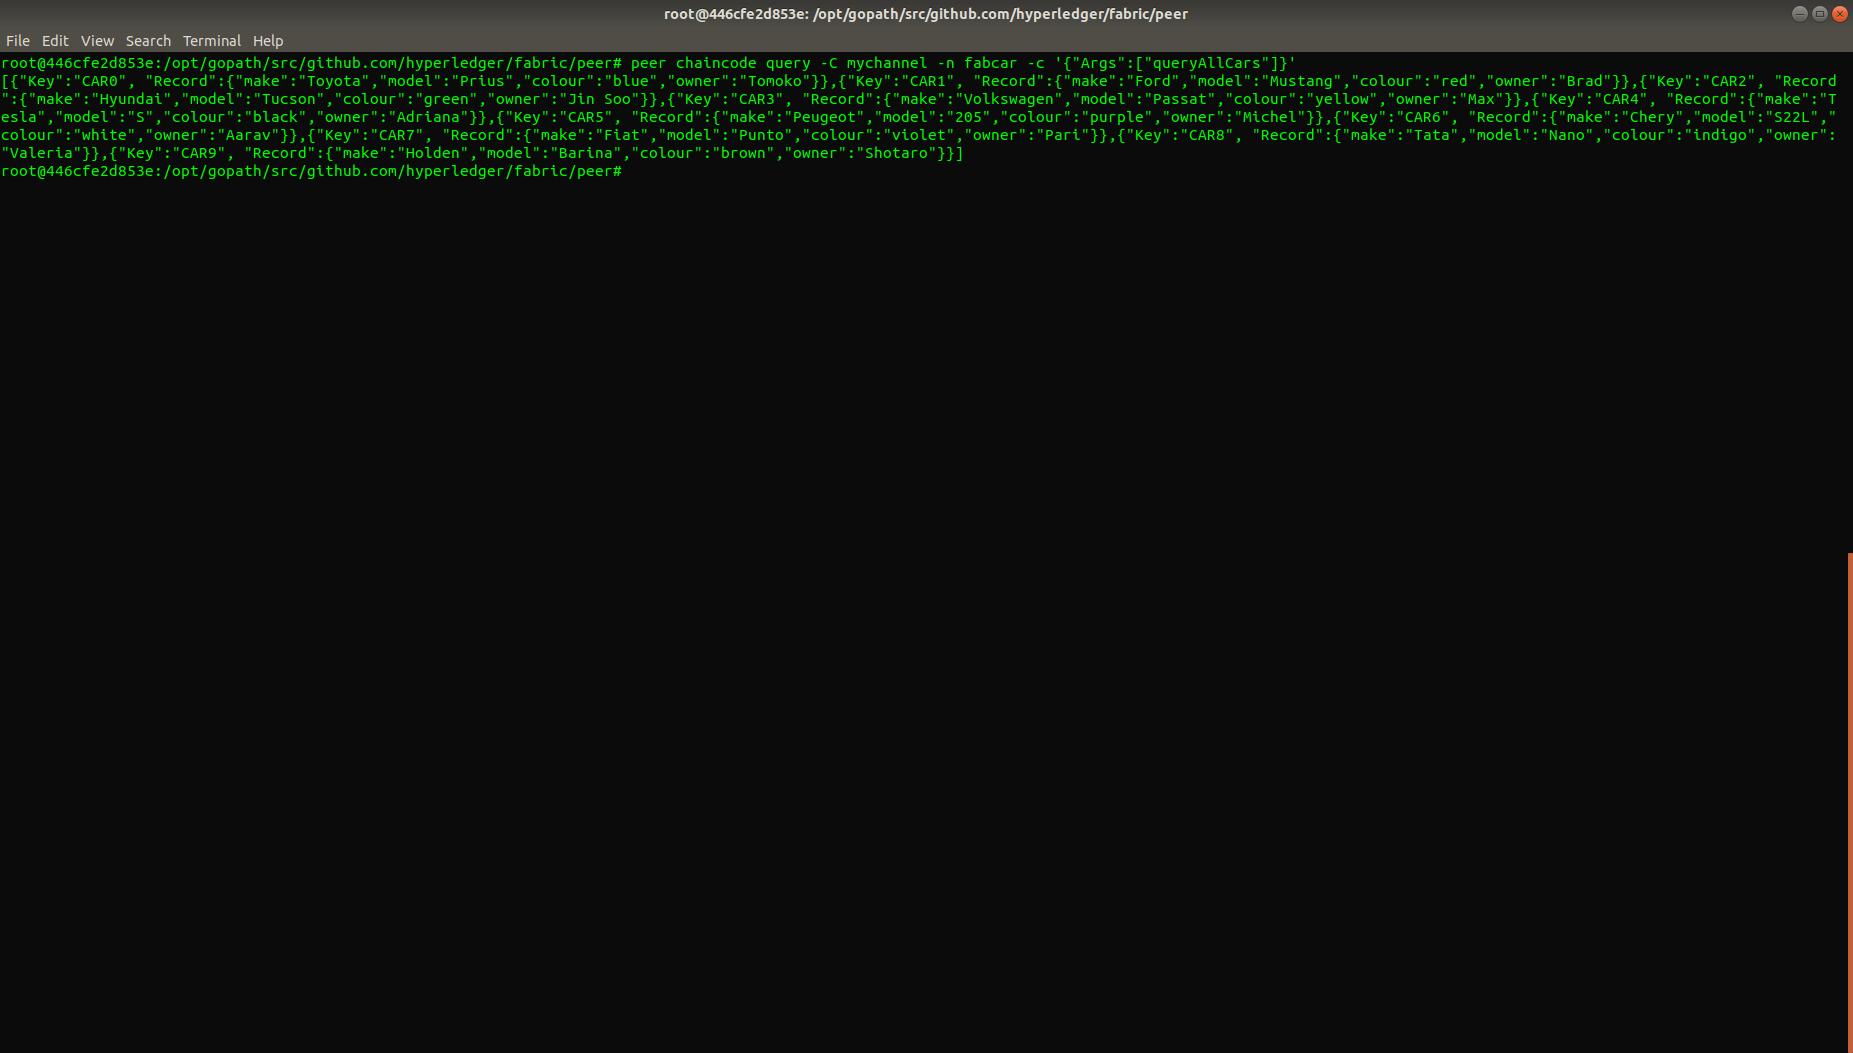 root@446cfe2d853e: /opt/gopath/src/github.com/hyperledger/fabric/peer
File Edit View Search Terminal Help
root@446cfe2d853e:/opt/gopath/src/github.com/hyperledger/fabric/peer# peer chaincode query -C mychannel -n fabcar -c '{"Args":["queryAllCars"]}'
[{"Key":"CAR0", "Record":{"make":"Toyota","model":"Prius","colour":"blue","owner":"Tomoko"}},{"Key":"CAR1", "Record":{"make":"Ford","model":"Mustang","colour":"red","owner":"Brad"}},{"Key":"CAR2", "Record
":{"make":"Hyundai","model":"Tucson","colour":"green","owner":"Jin Soo"}},{"Key":"CAR3", "Record":{"make":"Volkswagen","model":"Passat","colour":"yellow","owner":"Max"}},{"Key":"CAR4", "Record":{"make":"T
esla","model":"S","colour":"black","owner":"Adriana"}},{"Key":"CAR5", "Record":{"make":"Peugeot","model":"205","colour":"purple","owner":"Michel"}},{"Key":"CAR6", "Record":{"make":"Chery","model":"S22L","
colour":"white","owner":"Aarav"}},{"Key":"CAR7", "Record":{"make":"Fiat","model":"Punto","colour":"violet","owner":"Pari"}},{"Key":"CAR8", "Record":{"make":"Tata","model":"Nano","colour":"indigo","owner":
"Valeria"}},{"Key":"CAR9", "Record":{"make":"Holden","model":"Barina","colour":"brown","owner":"Shotaro"}}]
root@446cfe2d853e:/opt/gopath/src/github.com/hyperledger/fabric/peer#